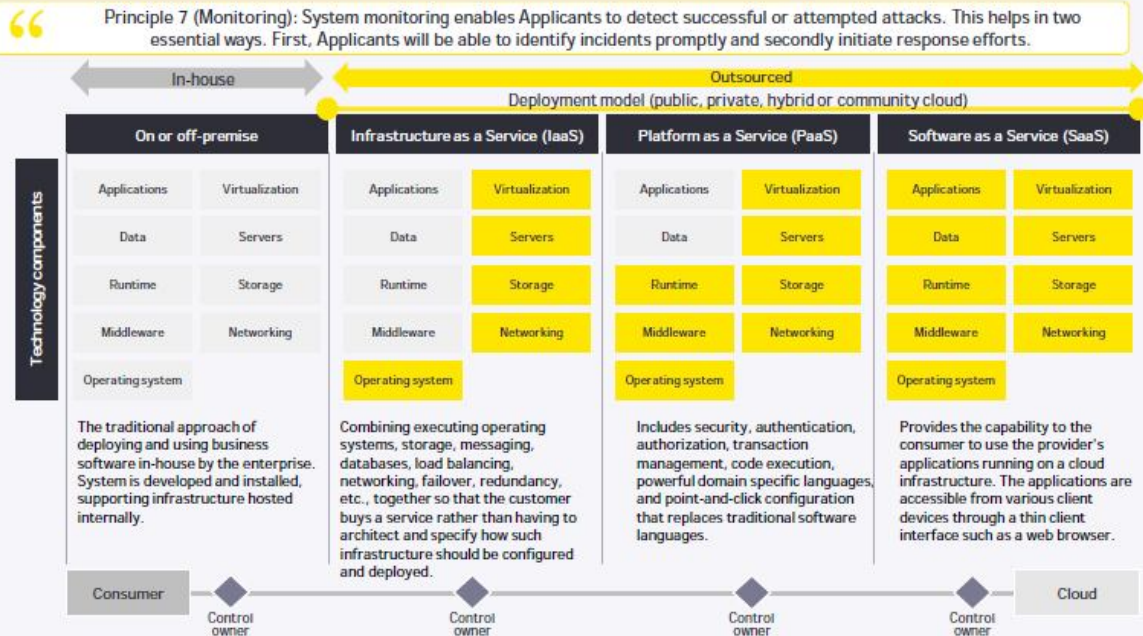 Principle 7 (Monitoring): System monitoring enables Applicants to detect successful or attempted attacks. This helps in two
essential ways. First, Applicants will be able to identify incidents promptly and secondly initiate response efforts.
In-house
Outsourced
Deployment model (public, private, hybrid or community cloud)
Technology components
On or off-premise
Applications
Virtualization
Data
Servers
Runtime
Storage
Middleware
Networking
Operating system
The traditional approach of
deploying and using business
software in-house by the enterprise.
System is developed and installed,
supporting infrastructure hosted
internally.
Infrastructure as a Service (IaaS)
Applications
Virtualization
Data
Servers
Runtime
Storage
Middleware
Networking
Operating system
Combining executing operating
systems, storage, messaging,
databases, load balancing,
networking, failover, redundancy,
etc., together so that the customer
buys a service rather than having to
architect and specify how such
infrastructure should be configured
and deployed.
Platform as a Service (PaaS)
Applications
Virtualization
Data
Servers
Runtime
Storage
Middleware
Networking
Operating system
Includes security, authentication,
authorization, transaction
management, code execution,
powerful domain specific languages,
and point-and-click configuration
that replaces traditional software
languages.
Software as a Service (SaaS)
Applications
Virtualization
Data
Servers
Runtime
Storage
Middleware
Networking
Operating system
Provides the capability to the
consumer to use the provider's
applications running on a cloud
infrastructure. The applications are
accessible from various client
devices through a thin client
interface such as a web browser.
Consumer
Control
owner
Control
owner
Control
owner
Control
owner
Cloud